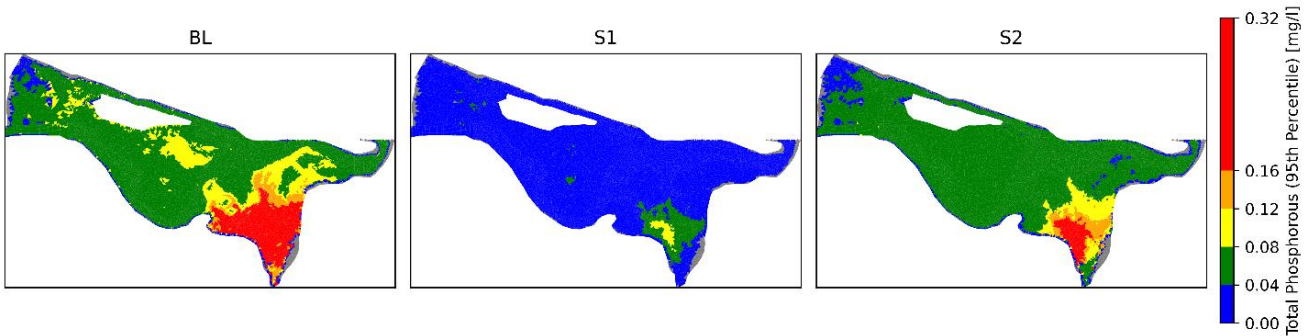 BL
S1
S2
0.32
0.16
0.12
0.08
0.04
0.00
Total Phosphorous (95th Percentile) [mg/l]